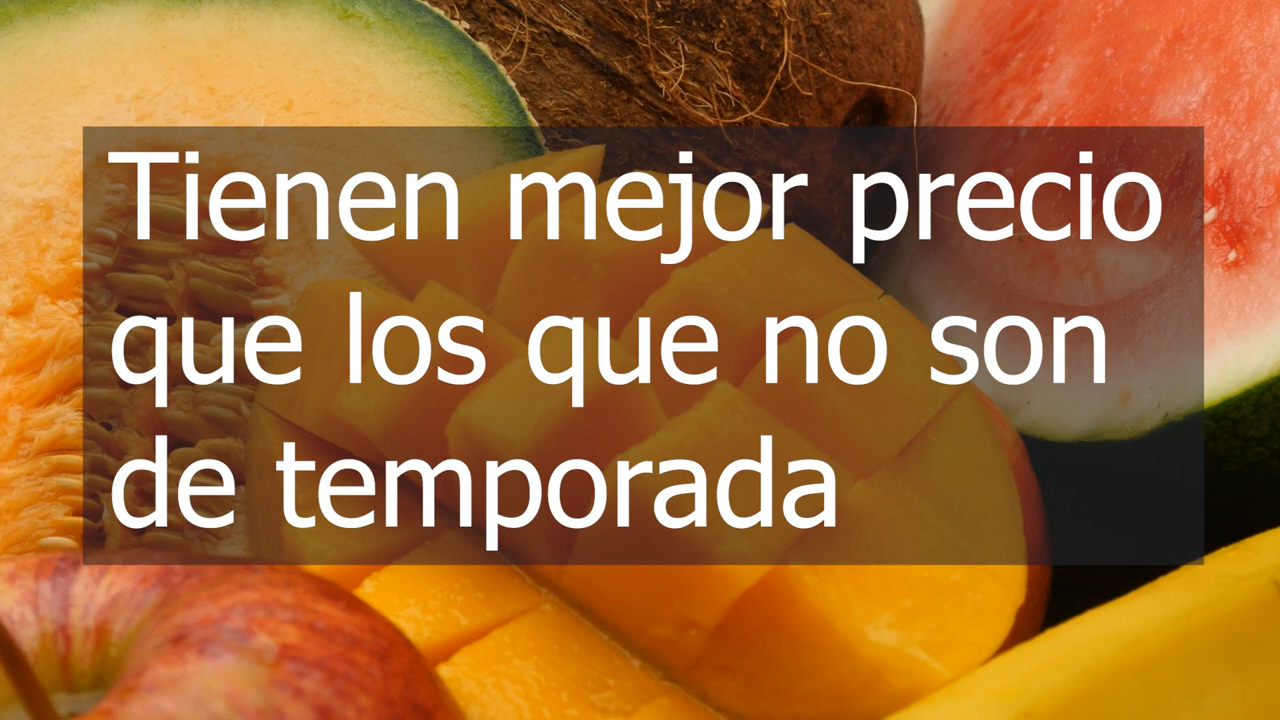 Tienen mejor precio
que los que no son
de temporada